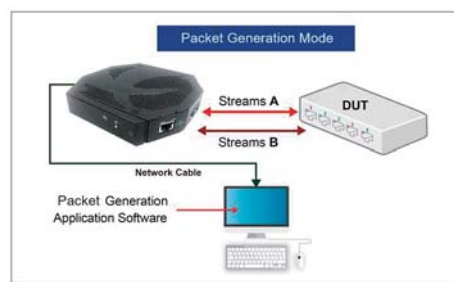 Packet Generation Mode
Streams A
DUT
Streams B
Network Cable
Packet Generation
Application Software